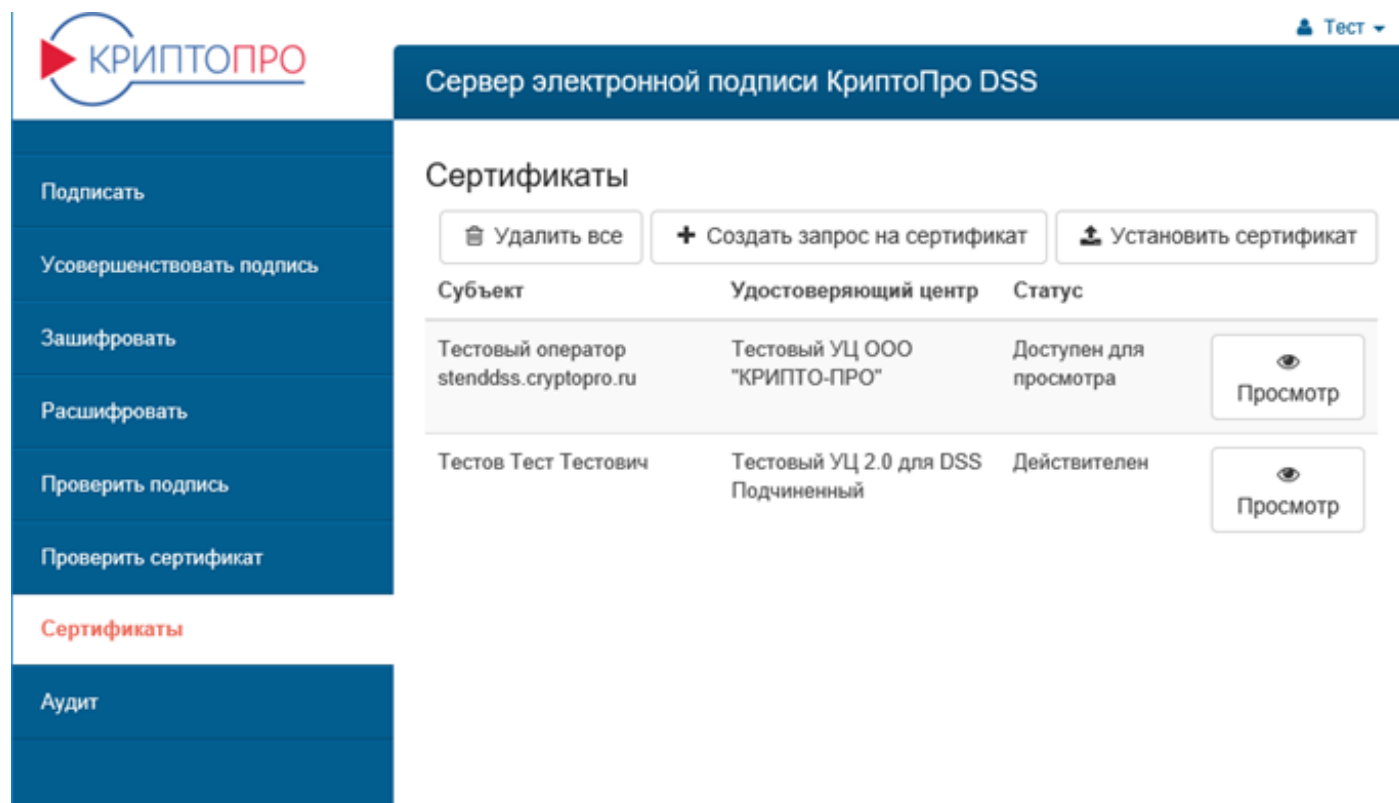 КРИПТОПРО
Тест
Сервер электронной подписи КриптоПро DSS
Подписать
Усовершенствовать подпись
Зашифровать
Расшифровать
Проверить подпись
Проверить сертификат
Сертификаты
Аудит
Сертификаты
Удалить все
Создать запрос на сертификат
Установить сертификат
Субъект Удостоверяющий центр Статус
Тестовый оператор Тестовый УЦ ООО Доступен для
stenddss.cryptopro.ru "КРИПТО-ПРО" просмотра
Просмотр
Тестов Тест Тестович Тестовый УЦ 2.0 для DSS Действителен
Подчиненный
Просмотр